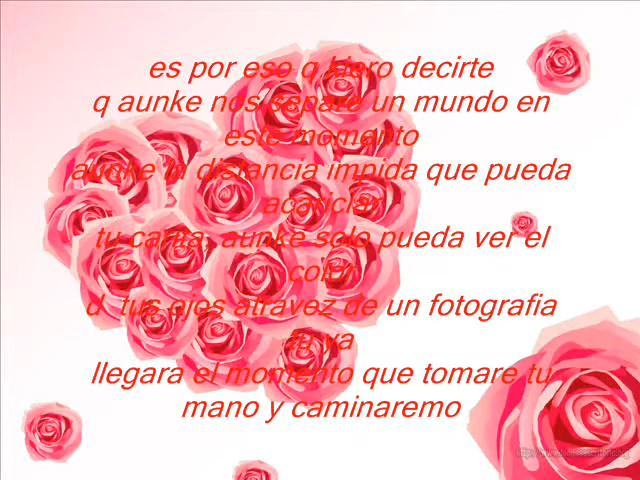 es por eso q kiero decirte
q aunke nos separe un mundo en
este momento
aunke la distancia impida que pueda
acariciar
tu carita, aunke solo pueda ver el
color
d tus ojos atravez de un fotografia
tu ya
llegara el momento que tomare tu
mano y caminaremo